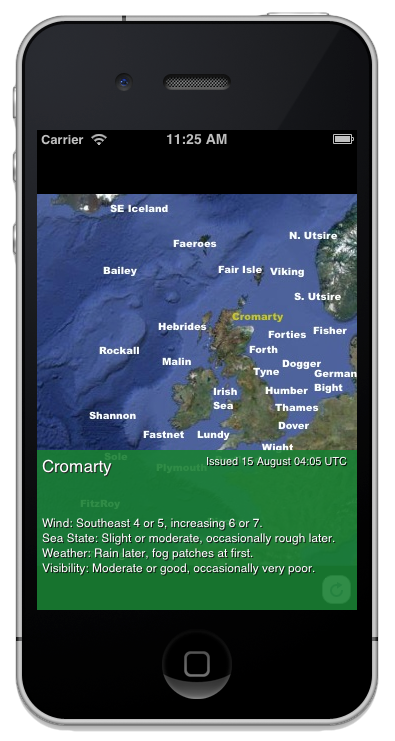 Carrier 11:25 AM
SE Iceland
N. Utsire
Faeroes
Bailey
Fair Isle
Viking
S. Utsire
Cromarty
Hebrides
Forties
Fisher
Rockall
Forth
Malin
Tyne
Dogger
German
Bight
Irish
Sea
Humber
Thames
Shannon
Dover
Fastnet
Lundy
Wight
Sole
Plymouth
FitzRoy
Cromarty
Issued 15 August 04:05 UTC
Wind: Southeast 4 or 5, increasing 6 or 7.
Sea State: Slight or moderate, occasionally rough later.
Weather: Rain later, fog patches at first.
Visibility: Moderate or good, occasionally very poor.